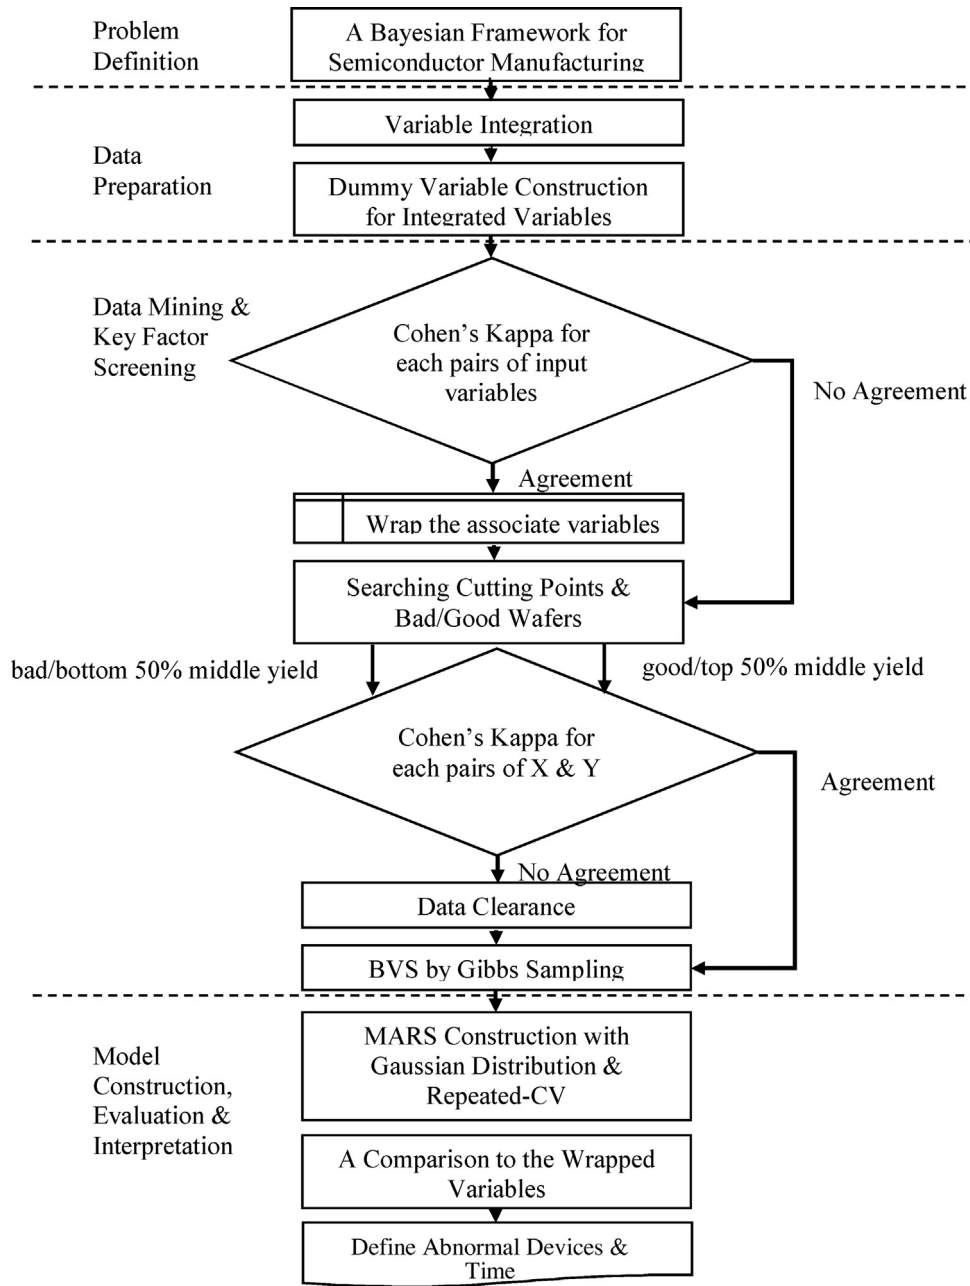 Problem
Definition
A Bayesian Framework for
Semiconductor Manufacturing
Variable Integration
Data
Preparation
Dummy Variable Construction
for Integrated Variables
Data Mining &
Key Factor
Screening
Cohen's Kappa for
each pairs of input
variables
No Agreement
Agreement
Wrap the associate variables
Searching Cutting Points &
Bad/Good Wafers
bad/bottom 50% middle yield
good/top 50% middle yield
Cohen's Kappa for
each pairs of X & Y
Agreement
No Agreement
Data Clearance
BVS by Gibbs Sampling
Model
Construction,
Evaluation &
Interpretation
MARS Construction with
Gaussian Distribution &
Repeated-CV
A Comparison to the Wrapped
Variables
Define Abnormal Devices &
Time